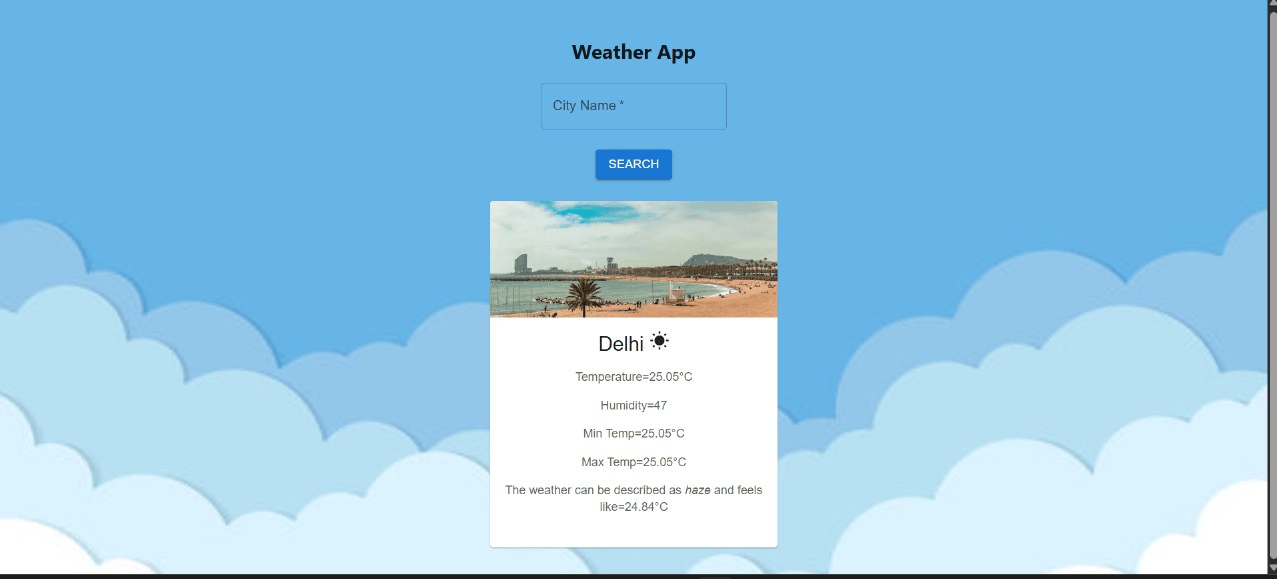 Weather App
City Name *
SEARCH
Delhi
Temperature=25.05°C
Humidity=47
Min Temp=25.05°C
Max Temp=25.05°C
The weather can be described as haze and feels
like=24.84°C